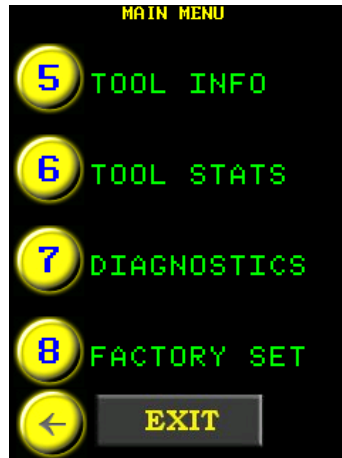 MAIN MENU
5 TOOL INFO
6 TOOL STATS
7 DIAGNOSTICS
8 FACTORY SET
← EXIT